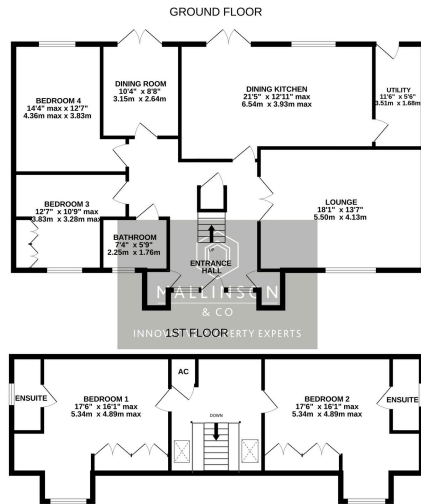 GROUND FLOOR
DINING ROOM
10'4" x 8'8"
3.15m x 2.64m
DINING KITCHEN
21'5" x 12'11" max
6.54m x 3.93m max
UTILITY
11'6" x 5'6"
3.51m x 1.68m
BEDROOM 4
14'4" max x 12'7"
4.36m max x 3.83m
BEDROOM 3
12'7" x 10'9" max
3.83m x 3.28m max
LOUNGE
18'1" x 13'7"
5.50m x 4.13m
BATHROOM
7'4" x 5'9"
2.25m x 1.76m
UP
ENTRANCE
HALL
MALLINSON
& CO
INNOVATIVE PROPERTY EXPERTS
1ST FLOOR
ENSUITE
BEDROOM 1
17'6" x 16'1" max
5.34m x 4.89m max
AC
DOWN
BEDROOM 2
17'6" x 16'1" max
5.34m x 4.89m max
ENSUITE